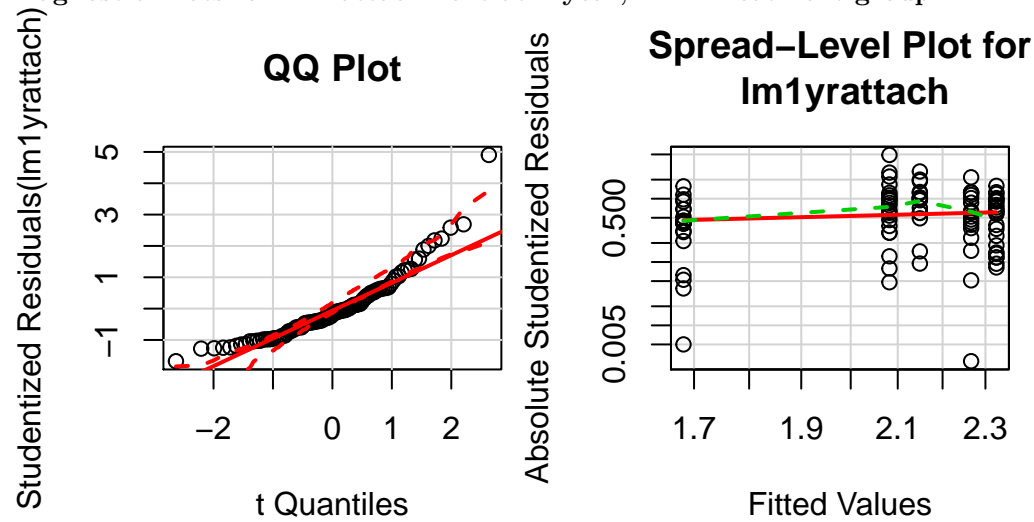 QQ Plot
Studentized Residuals(lm1yrattach)
5
3
1
−1
−2
0
1
2
t Quantiles
Spread−Level Plot for
lm1yrattach
Absolute Studentized Residuals
0.500
0.005
1.7
1.9
2.1
2.3
Fitted Values